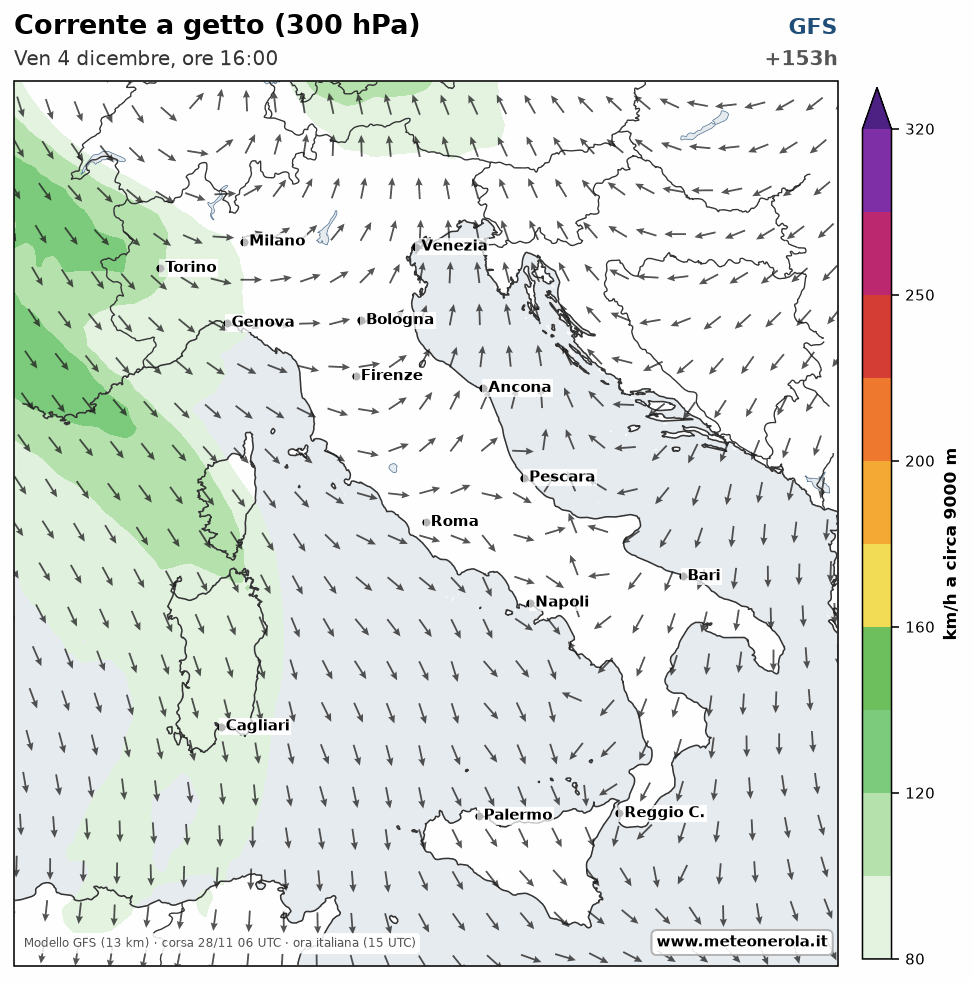 Corrente a getto (300 hPa)
GFS
Ven 4 dicembre, ore 16:00
+153h
Milano
Venezia
Torino
Genova
Bologna
Firenze
Ancona
Pescara
Roma
Bari
Napoli
Cagliari
Palermo
Reggio C.
320
250
200
160
120
80
km/h a circa 9000 m
Modello GFS (13 km) · corsa 28/11 06 UTC · ora italiana (15 UTC)
www.meteonerola.it